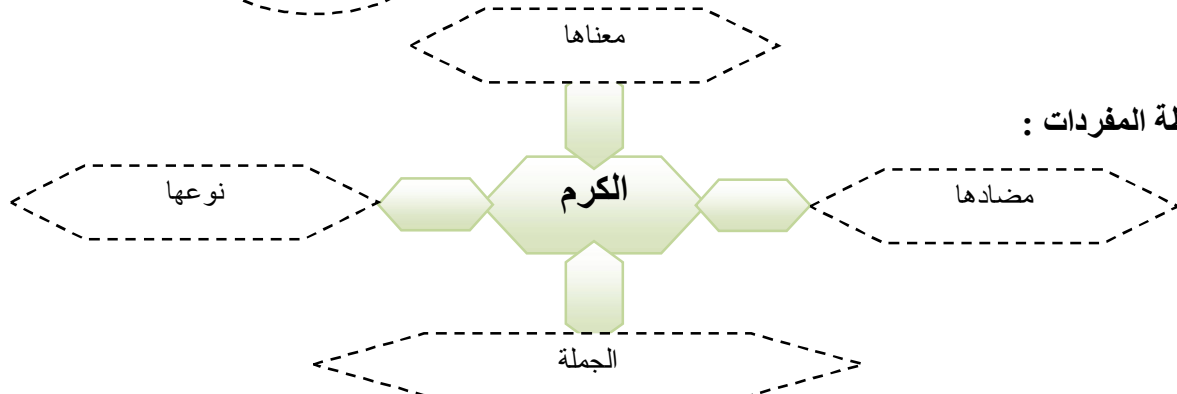 معناها
لة المفردات :
مضادها
الكرم
نوعها
الجملة